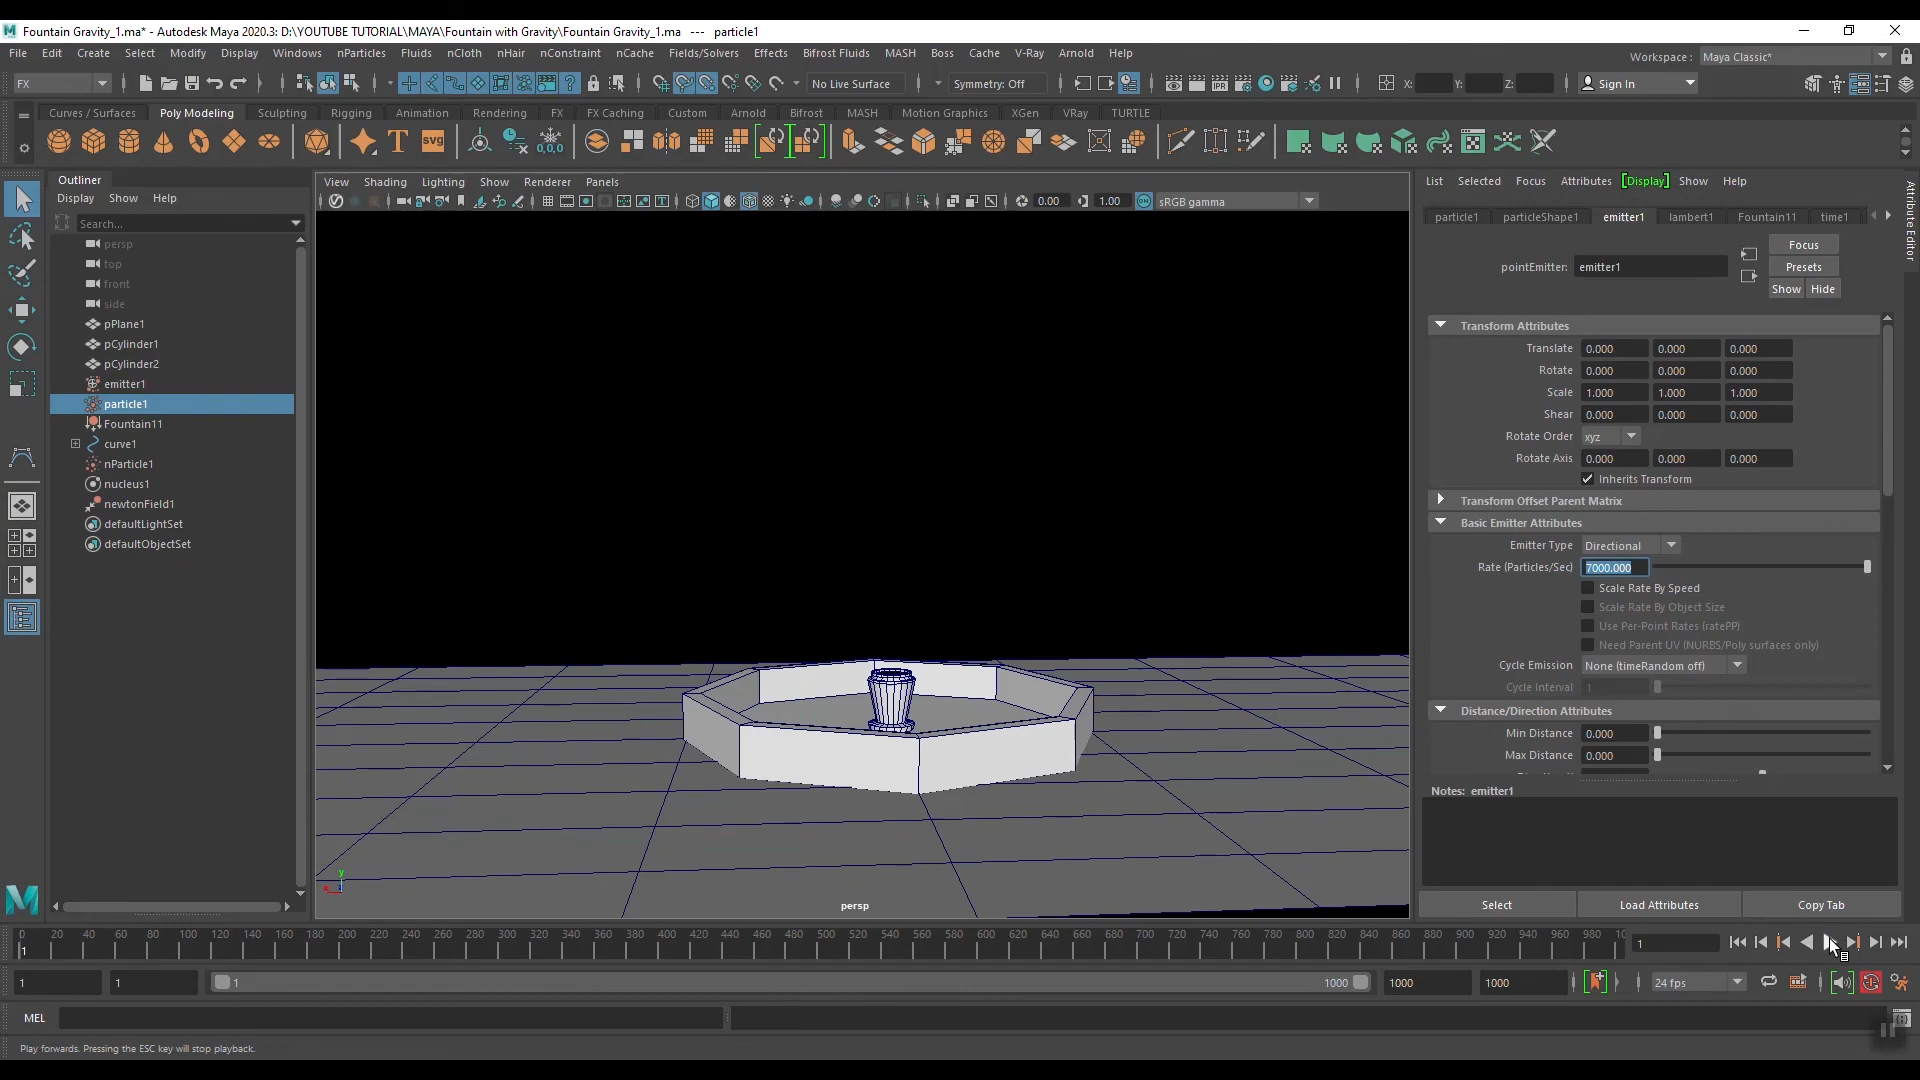 Fountain Gravity_1.ma* - Autodesk Maya 2020.3: D:\YOUTUBE TUTORIAL\MAYA\Fountain with Gravity\Fountain Gravity_1.ma --- particle1
File Edit Create Select Modify Display Windows nParticles Fluids nCloth nHair nConstraint nCache Fields/Solvers Effects Bifrost Fluids MASH Boss Cache V-Ray Arnold Help
Workspace : Maya Classic*
FX No Live Surface Symmetry: Off X: Y: Z: Sign In
Curves / Surfaces Poly Modeling Sculpting Rigging Animation Rendering FX FX Caching Custom Arnold Bifrost MASH Motion Graphics XGen VRay TURTLE
T SVG 0,0,0
Outliner
Display Show Help
Search...
persp
top
front
side
pPlane1
pCylinder1
pCylinder2
emitter1
particle1
Fountain11
curve1
nParticle1
nucleus1
newtonField1
defaultLightSet
defaultObjectSet
View Shading Lighting Show Renderer Panels
0.00 1.00 ON sRGB gamma
y
x
z
persp
List Selected Focus Attributes [Display] Show Help
particle1 particleShape1 emitter1 lambert1 Fountain11 time1
Attribute Editor
Focus
pointEmitter: emitter1
Presets
Show Hide
Transform Attributes
Translate 0.000 0.000 0.000
Rotate 0.000 0.000 0.000
Scale 1.000 1.000 1.000
Shear 0.000 0.000 0.000
Rotate Order xyz
Rotate Axis 0.000 0.000 0.000
Inherits Transform
Transform Offset Parent Matrix
Basic Emitter Attributes
Emitter Type Directional
Rate (Particles/Sec) 7000.000
Scale Rate By Speed
Scale Rate By Object Size
Use Per-Point Rates (ratePP)
Need Parent UV (NURBS/Poly surfaces only)
Cycle Emission None (timeRandom off)
Cycle Interval 1
Distance/Direction Attributes
Min Distance 0.000
Max Distance 0.000
Notes: emitter1
Select Load Attributes Copy Tab
0 20 40 60 80 100 120 140 160 180 200 220 240 260 280 300 320 340 360 380 400 420 440 460 480 500 520 540 560 580 600 620 640 660 680 700 720 740 760 780 800 820 840 860 880 900 920 940 960 980 10
1
1
1 1 1 1000 1000 1000 24 fps
MEL
Play forwards. Pressing the ESC key will stop playback.